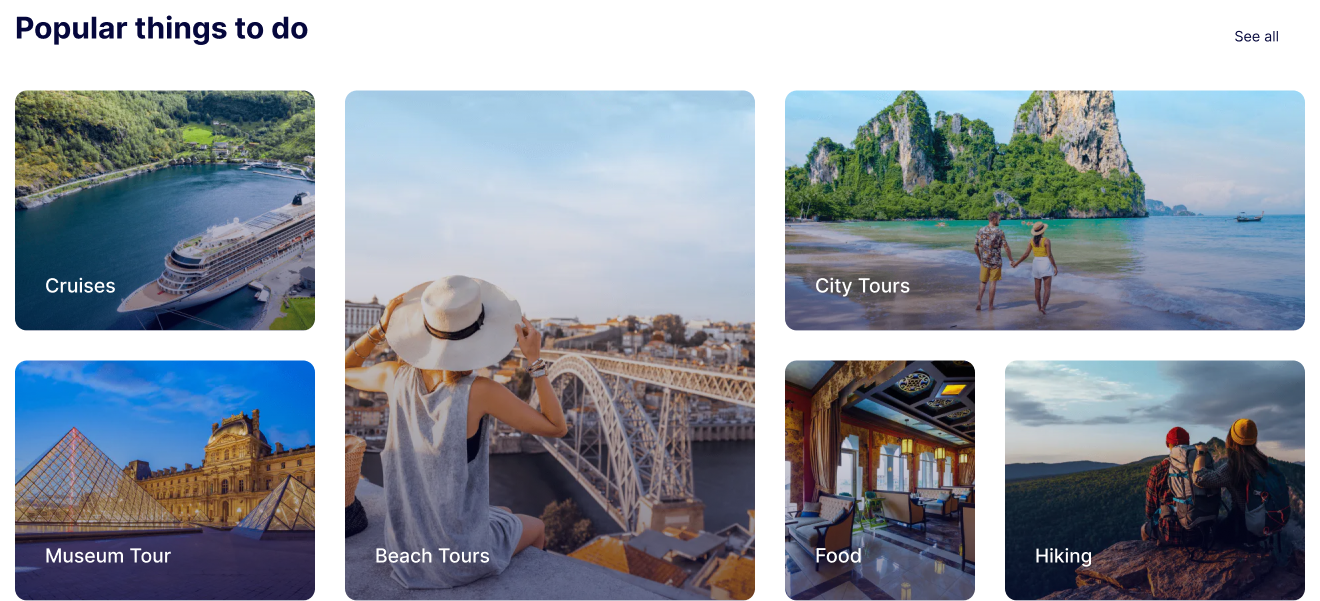 Popular things to do
See all
Cruises
City Tours
Museum Tour
Beach Tours
Food
Hiking